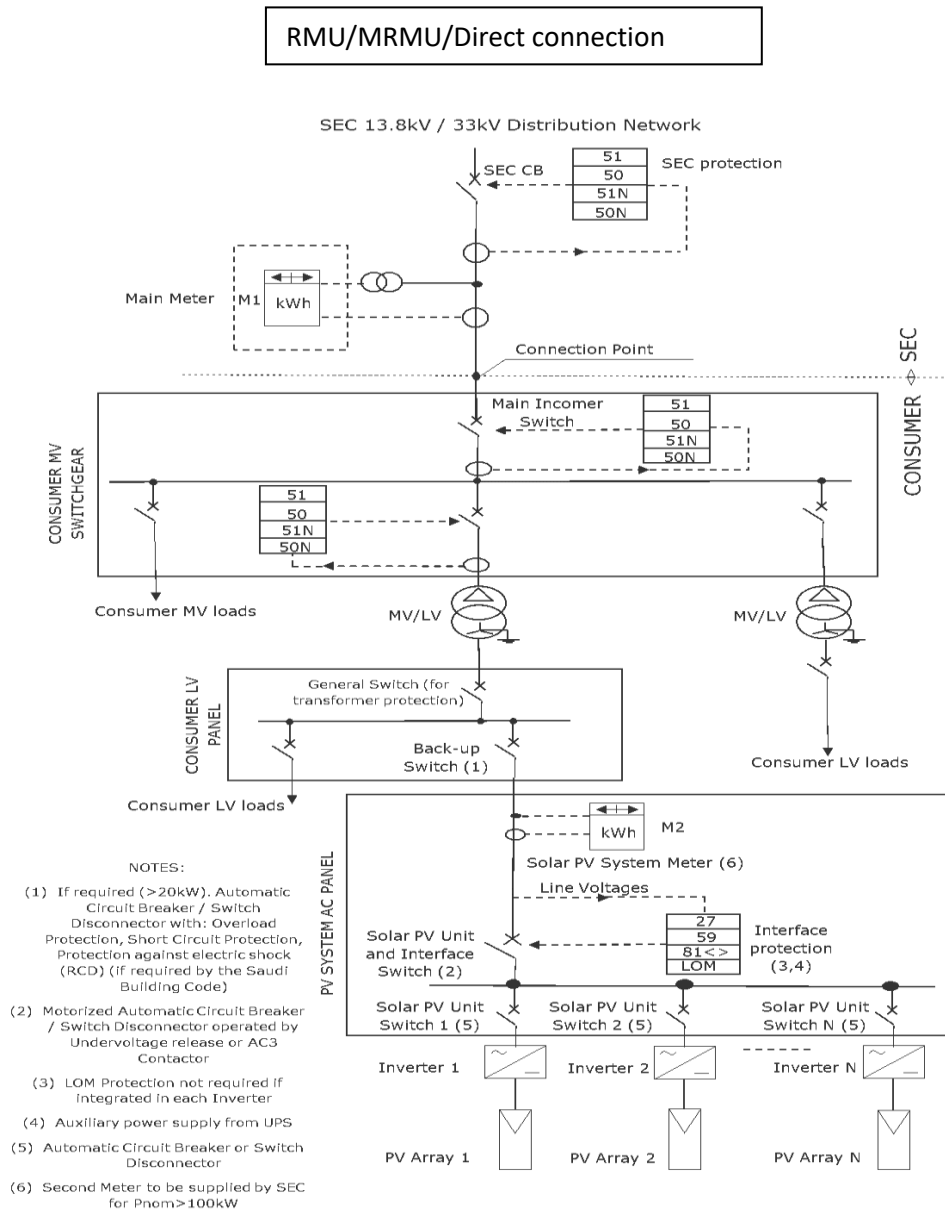 RMU/MRMU/Direct connection
SEC 13.8kV / 33kV Distribution Network
SEC CB
51
50
51N
50N
SEC protection
Main Meter
M1
kWh
Connection Point
SEC
CONSUMER
CONSUMER MV
SWITCHGEAR
Main Incomer
Switch
51
50
51N
50N
51
50
51N
50N
Consumer MV loads
MV/LV
MV/LV
CONSUMER LV
PANEL
General Switch (for
transformer protection)
Back-up
Switch (1)
Consumer LV loads
Consumer LV loads
PV SYSTEM AC PANEL
kWh
M2
Solar PV System Meter (6)
Line Voltages
27
59
81<>
LOM
Interface
protection
(3,4)
Solar PV Unit
and Interface
Switch (2)
Solar PV Unit
Switch 1 (5)
Solar PV Unit
Switch 2 (5)
Solar PV Unit
Switch N (5)
Inverter 1
Inverter 2
Inverter N
PV Array 1
PV Array 2
PV Array N
NOTES:
(1) If required (>20kW). Automatic
Circuit Breaker / Switch
Disconnector with: Overload
Protection, Short Circuit Protection,
Protection against electric shock
(RCD) (if required by the Saudi
Building Code)
(2) Motorized Automatic Circuit Breaker
/ Switch Disconnector operated by
Undervoltage release or AC3
Contactor
(3) LOM Protection not required if
integrated in each Inverter
(4) Auxiliary power supply from UPS
(5) Automatic Circuit Breaker or Switch
Disconnector
(6) Second Meter to be supplied by SEC
for Pnom>100kW